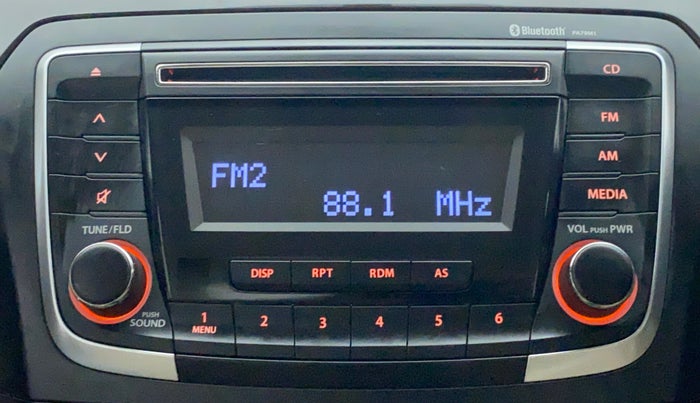 Bluetooth PA79M1
CD
FM2
88.1 MHz
FM
AM
MEDIA
TUNE/FLD
VOL PUSH PWR
DISP RPT RDM AS
PUSH
SOUND
1 2 3 4 5 6
MENU